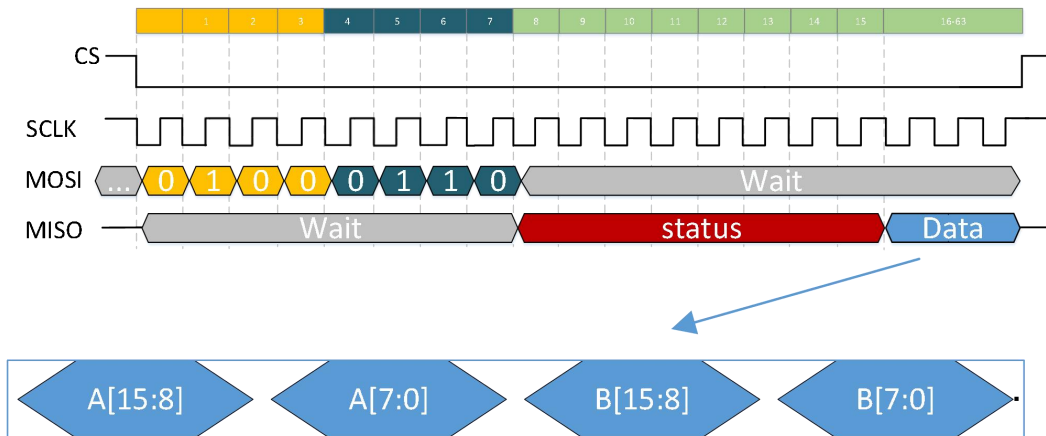 1 2 3 4 5 6 7 8 9 10 11 12 13 14 15 16-63
CS
SCLK
MOSI ... 0 1 0 0 0 1 1 0 Wait
MISO Wait status Data
A[15:8] A[7:0] B[15:8] B[7:0] .